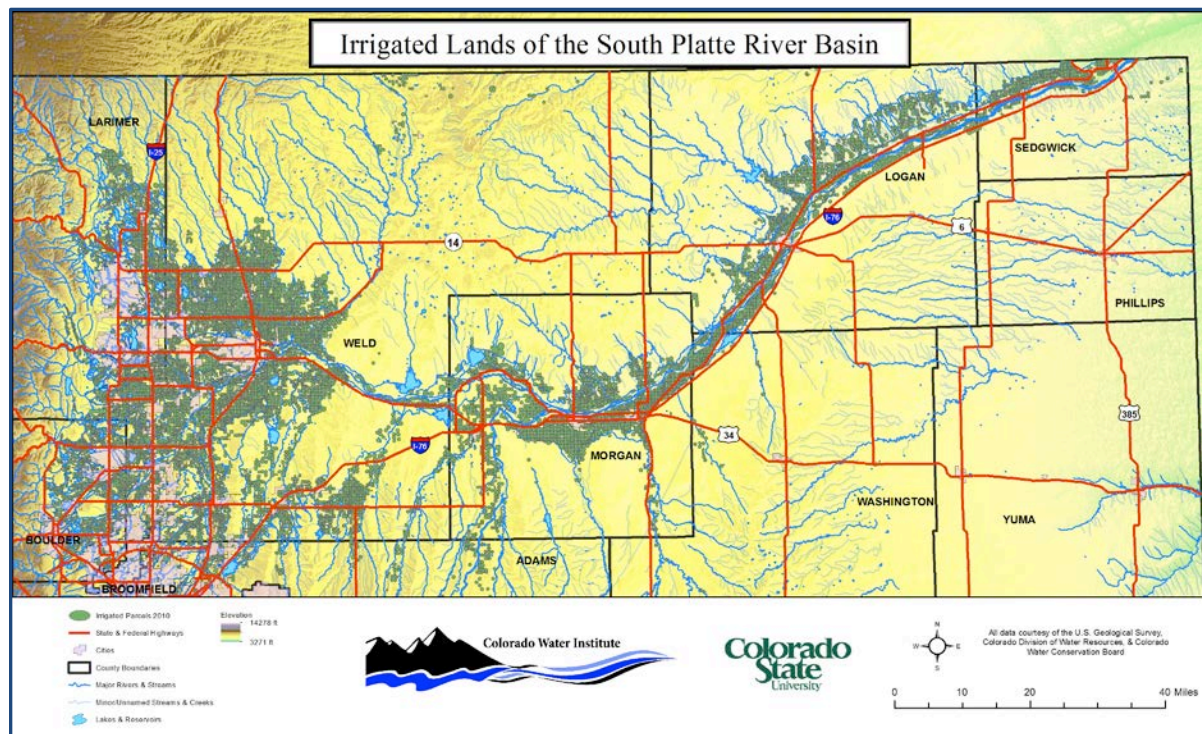 Irrigated Lands of the South Platte River Basin
LARIMER
I-25
SEDGWICK
LOGAN
I-76
14
6
PHILLIPS
WELD
385
I-76
34
MORGAN
WASHINGTON
YUMA
BOULDER
ADAMS
BROOMFIELD
Irrigated Parcels 2010
State & Federal Highways
Cities
County Boundaries
Major Rivers & Streams
Minor/Unnamed Streams & Creeks
Lakes & Reservoirs
Elevation
14278 ft
3271 ft
Colorado Water Institute
Colorado
State
University
N
W E
S
All data courtesy of the U.S. Geological Survey,
Colorado Division of Water Resources, & Colorado
Water Conservation Board
0 10 20 40 Miles